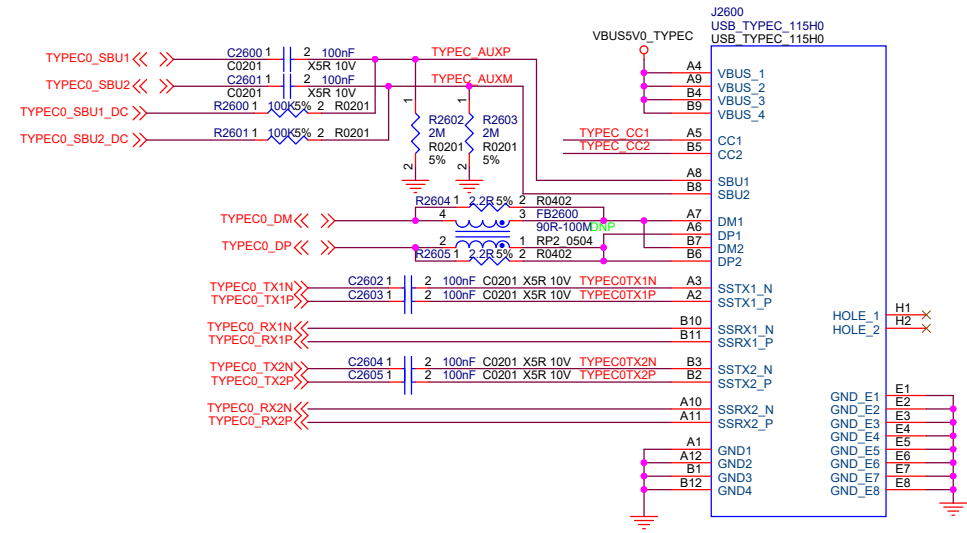 J2600
USB_TYPEC_115H0
USB_TYPEC_115H0
VBUS5V0_TYPEC
TYPEC0_SBU1 C2600 1 2 100nF TYPEC_AUXP
C0201 X5R 10V
TYPEC0_SBU2 C2601 1 2 100nF TYPEC_AUXM
C0201 X5R 10V
TYPEC0_SBU1_DC R2600 1 100K 5% 2 R0201
TYPEC0_SBU2_DC R2601 1 100K 5% 2 R0201
1 R2602 2M R0201 5% 2
1 R2603 2M R0201 5% 2
A4 VBUS_1
A9 VBUS_2
B4 VBUS_3
B9 VBUS_4
TYPEC_CC1 A5 CC1
TYPEC_CC2 B5 CC2
A8 SBU1
B8 SBU2
R2604 1 2.2R 5% 2 R0402
TYPEC0_DM 4 3 FB2600
90R-100M DNP
TYPEC0_DP 2 1 RP2_0504
R2605 1 2.2R 5% 2 R0402
A7 DM1
A6 DP1
B7 DM2
B6 DP2
TYPEC0_TX1N C2602 1 2 100nF C0201 X5R 10V TYPEC0TX1N A3 SSTX1_N
TYPEC0_TX1P C2603 1 2 100nF C0201 X5R 10V TYPEC0TX1P A2 SSTX1_P
TYPEC0_RX1N B10 SSRX1_N
TYPEC0_RX1P B11 SSRX1_P
TYPEC0_TX2N C2604 1 2 100nF C0201 X5R 10V TYPEC0TX2N B3 SSTX2_N
TYPEC0_TX2P C2605 1 2 100nF C0201 X5R 10V TYPEC0TX2P B2 SSTX2_P
TYPEC0_RX2N A10 SSRX2_N
TYPEC0_RX2P A11 SSRX2_P
A1 GND1
A12 GND2
B1 GND3
B12 GND4
HOLE_1 H1
HOLE_2 H2
GND_E1 E1
GND_E2 E2
GND_E3 E3
GND_E4 E4
GND_E5 E5
GND_E6 E6
GND_E7 E7
GND_E8 E8